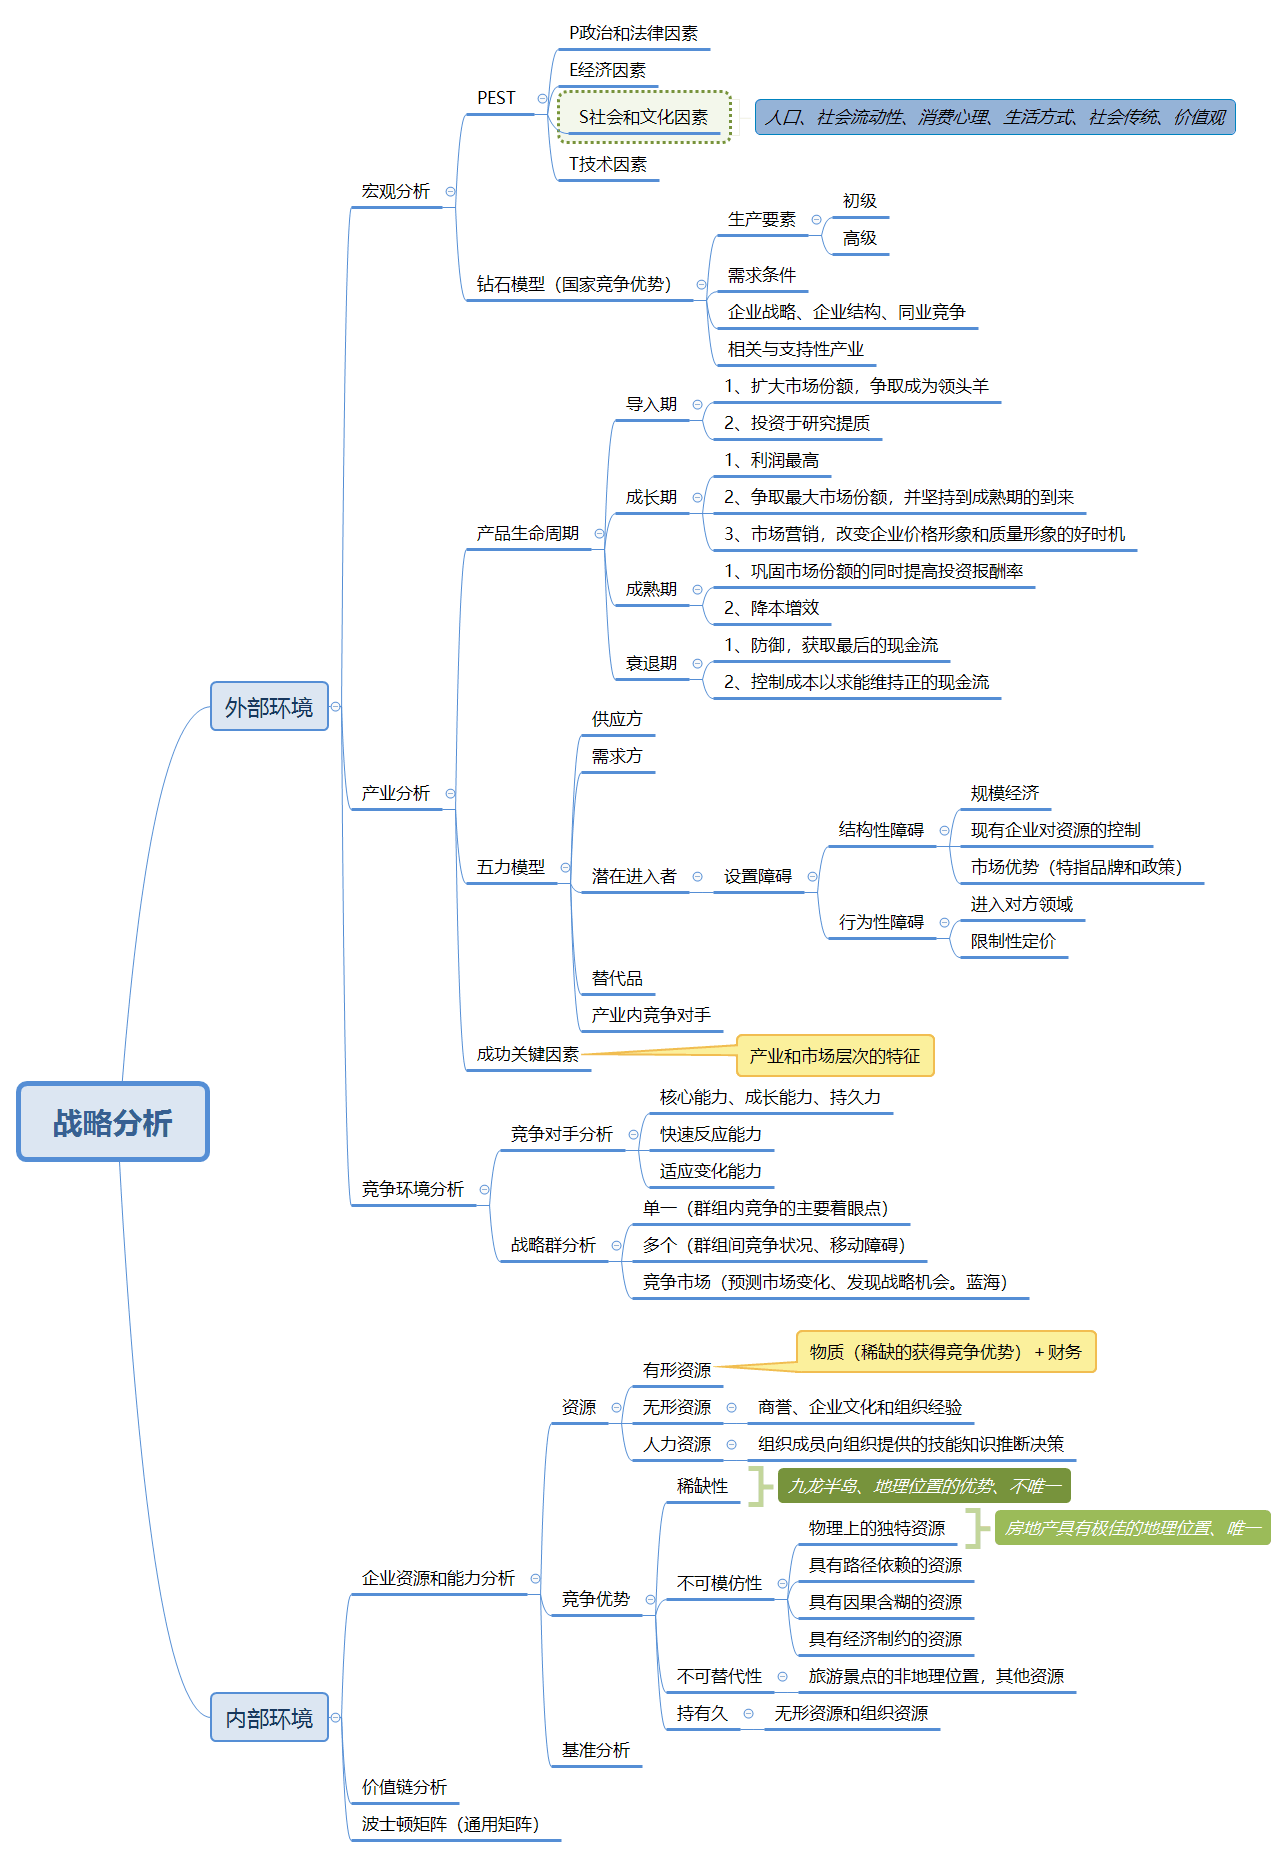 战略分析
外部环境
宏观分析
PEST
P政治和法律因素
E经济因素
S社会和文化因素
人口、社会流动性、消费心理、生活方式、社会传统、价值观
T技术因素
钻石模型（国家竞争优势）
生产要素
初级
高级
需求条件
企业战略、企业结构、同业竞争
相关与支持性产业
产业分析
产品生命周期
导入期
1、扩大市场份额，争取成为领头羊
2、投资于研究提质
成长期
1、利润最高
2、争取最大市场份额，并坚持到成熟期的到来
3、市场营销，改变企业价格形象和质量形象的好时机
成熟期
1、巩固市场份额的同时提高投资报酬率
2、降本增效
衰退期
1、防御，获取最后的现金流
2、控制成本以求能维持正的现金流
五力模型
供应方
需求方
潜在进入者
设置障碍
结构性障碍
规模经济
现有企业对资源的控制
市场优势（特指品牌和政策）
行为性障碍
进入对方领域
限制性定价
替代品
产业内竞争对手
成功关键因素
产业和市场层次的特征
竞争环境分析
竞争对手分析
核心能力、成长能力、持久力
快速反应能力
适应变化能力
战略群分析
单一（群组内竞争的主要着眼点）
多个（群组间竞争状况、移动障碍）
竞争市场（预测市场变化、发现战略机会。蓝海）
内部环境
企业资源和能力分析
资源
有形资源
物质（稀缺的获得竞争优势）+财务
无形资源
商誉、企业文化和组织经验
人力资源
组织成员向组织提供的技能知识推断决策
竞争优势
稀缺性
九龙半岛、地理位置的优势、不唯一
不可模仿性
物理上的独特资源
房地产具有极佳的地理位置、唯一
具有路径依赖的资源
具有因果含糊的资源
具有经济制约的资源
不可替代性
旅游景点的非地理位置，其他资源
持有久
无形资源和组织资源
基准分析
价值链分析
波士顿矩阵（通用矩阵）